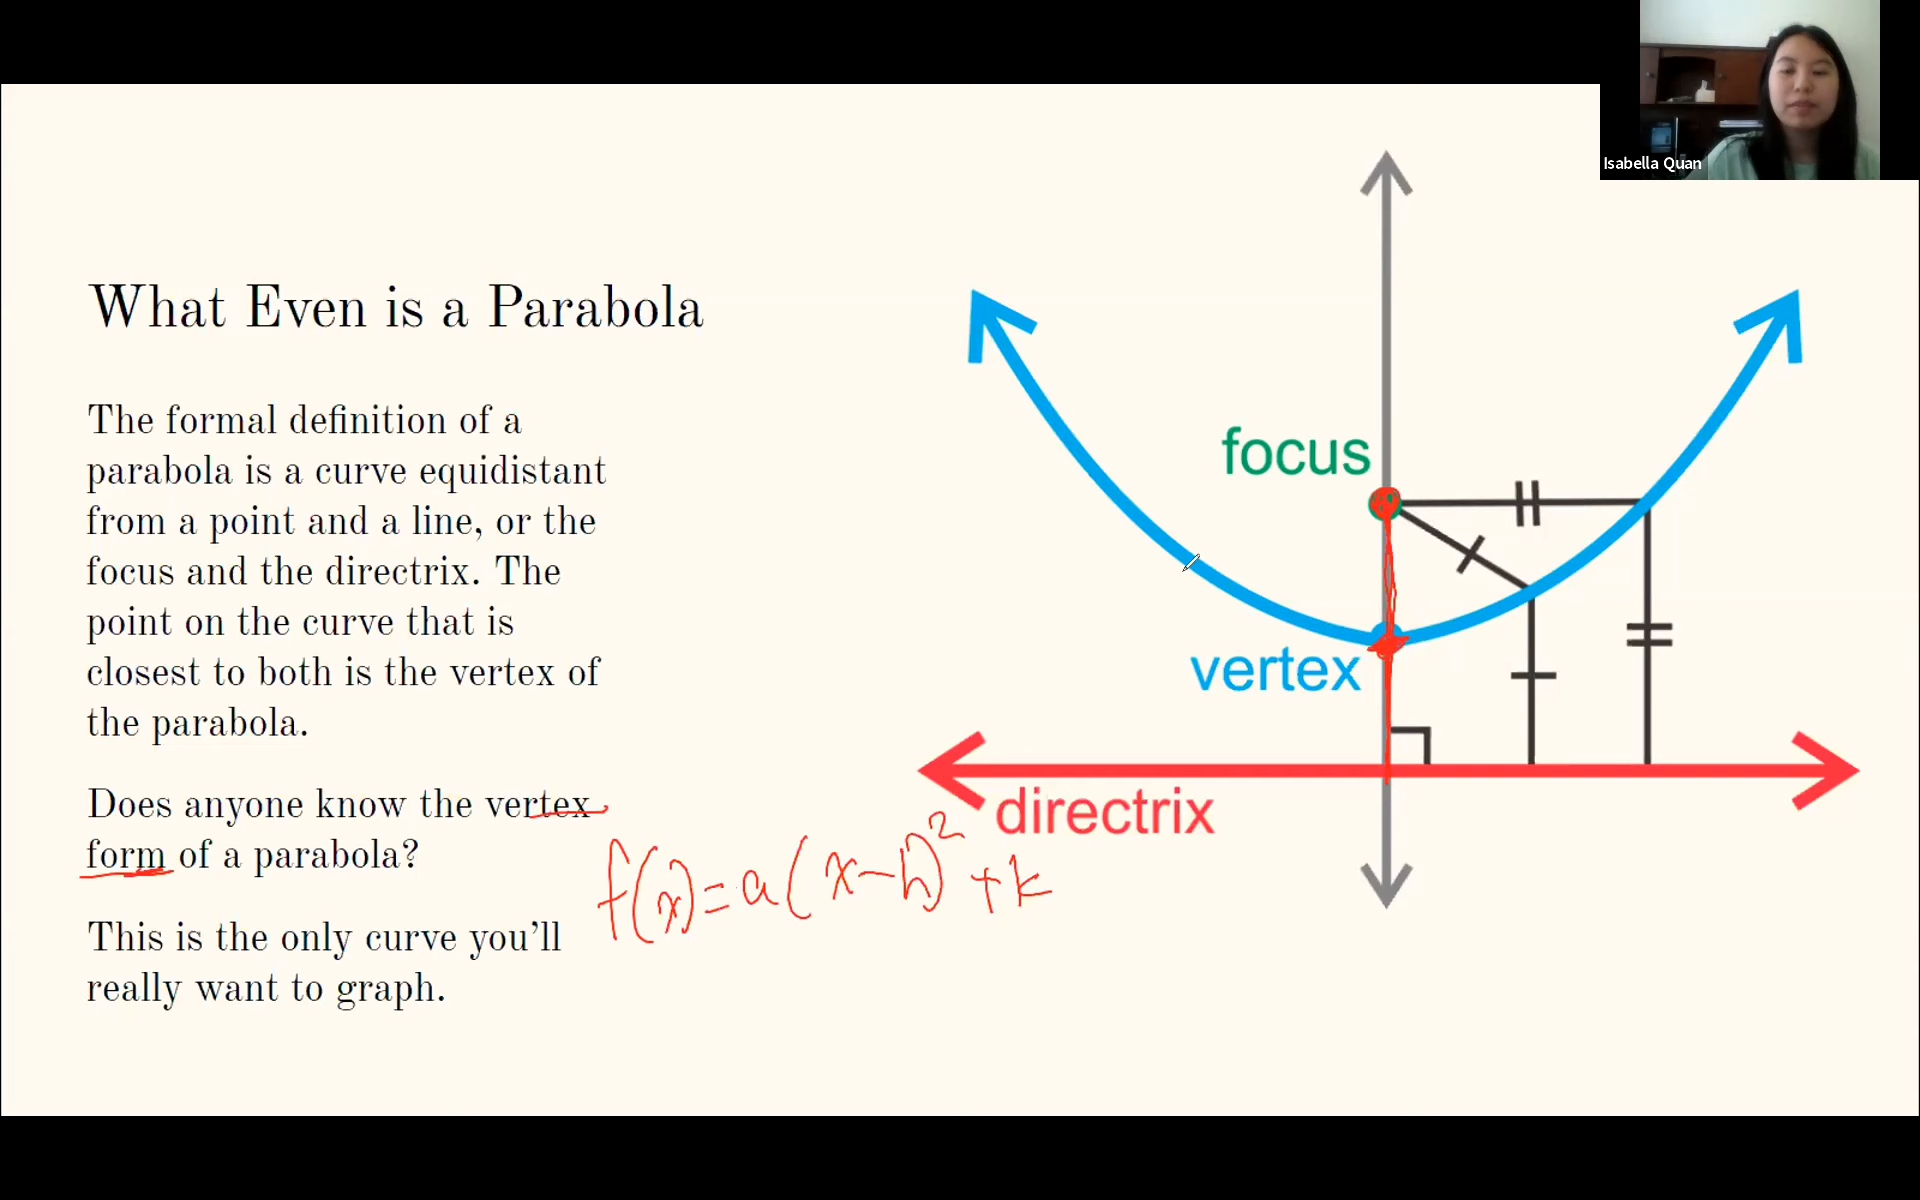 Isabella Quan
What Even is a Parabola
The formal definition of a
parabola is a curve equidistant
from a point and a line, or the
focus and the directrix. The
point on the curve that is
closest to both is the vertex of
the parabola.
Does anyone know the vertex
form of a parabola?
f(x)=a(x-h)²+k
This is the only curve you'll
really want to graph.
focus
vertex
directrix